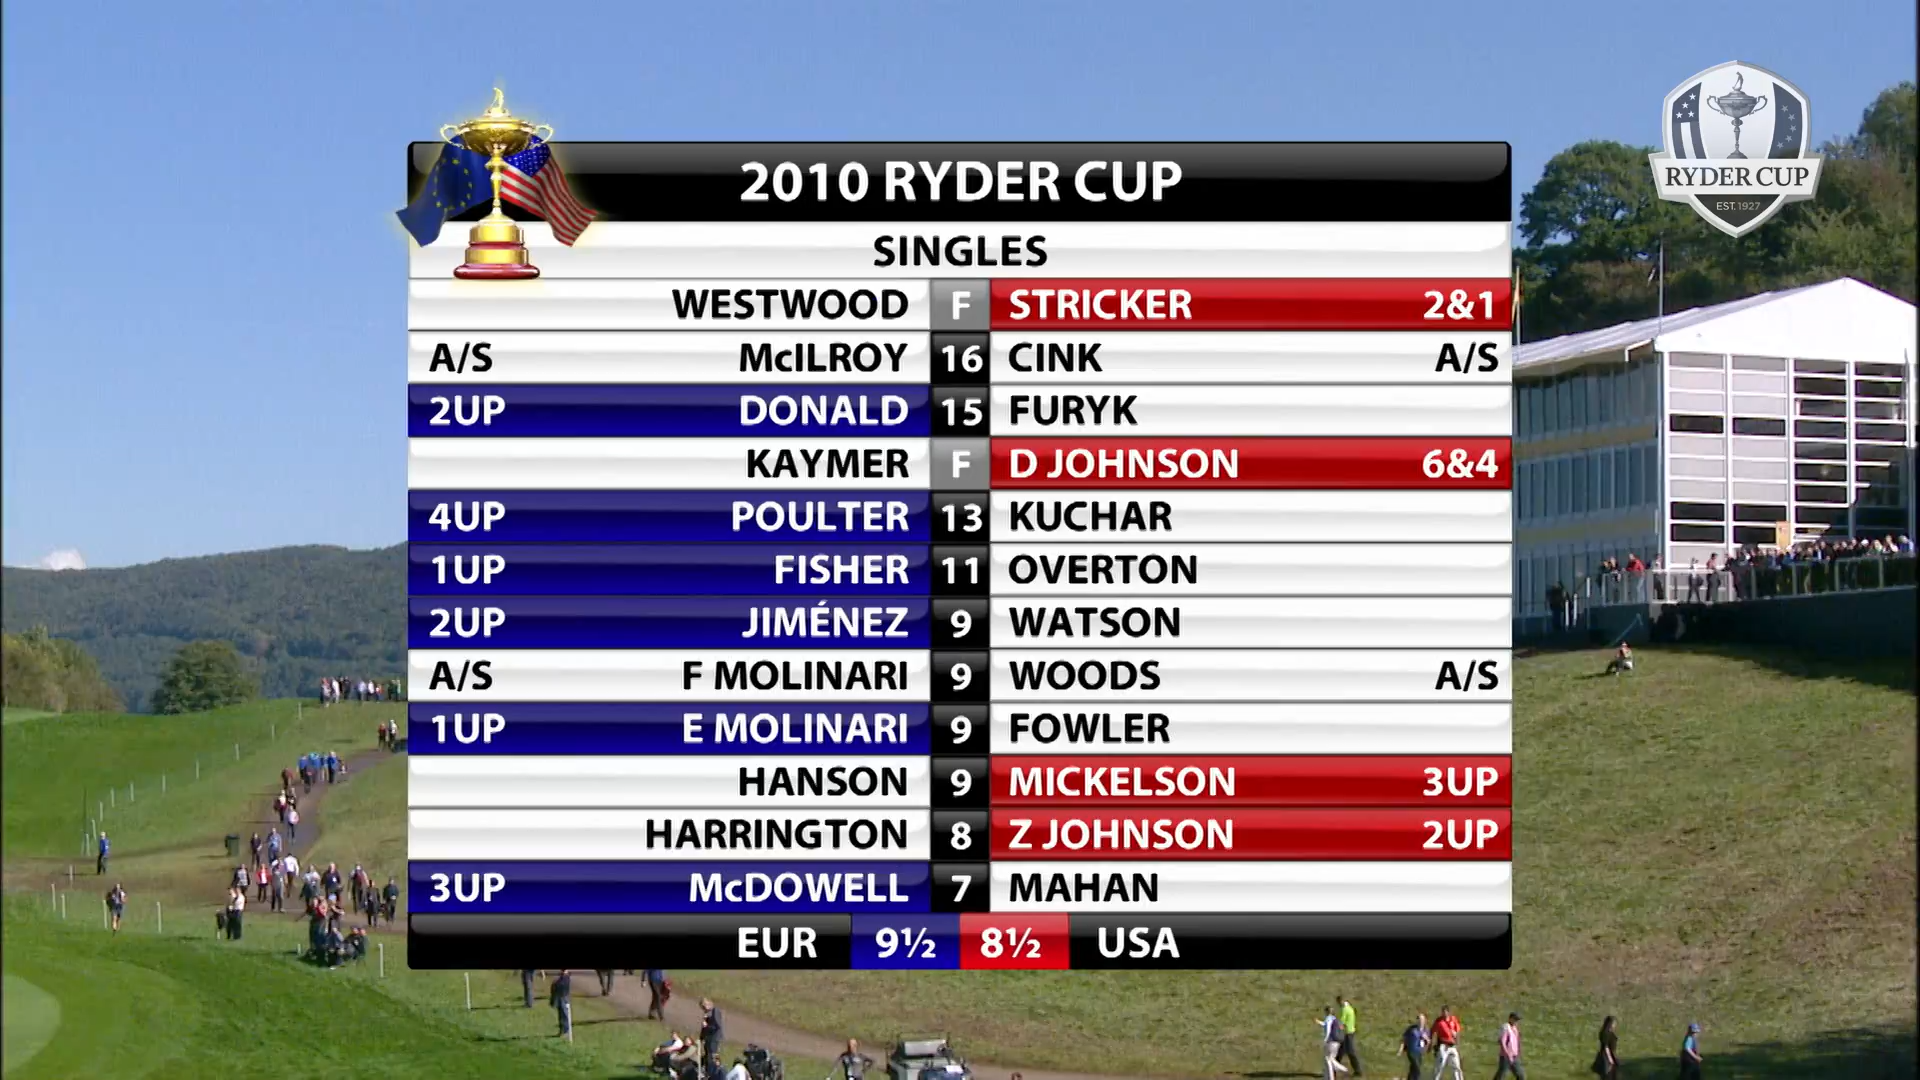 2010 RYDER CUP
SINGLES
WESTWOOD F STRICKER 2&1
A/S McILROY 16 CINK A/S
2UP DONALD 15 FURYK
KAYMER F D JOHNSON 6&4
4UP POULTER 13 KUCHAR
1UP FISHER 11 OVERTON
2UP JIMÉNEZ 9 WATSON
A/S F MOLINARI 9 WOODS A/S
1UP E MOLINARI 9 FOWLER
HANSON 9 MICKELSON 3UP
HARRINGTON 8 Z JOHNSON 2UP
3UP McDOWELL 7 MAHAN
EUR 9½ 8½ USA
RYDER CUP
EST. 1927